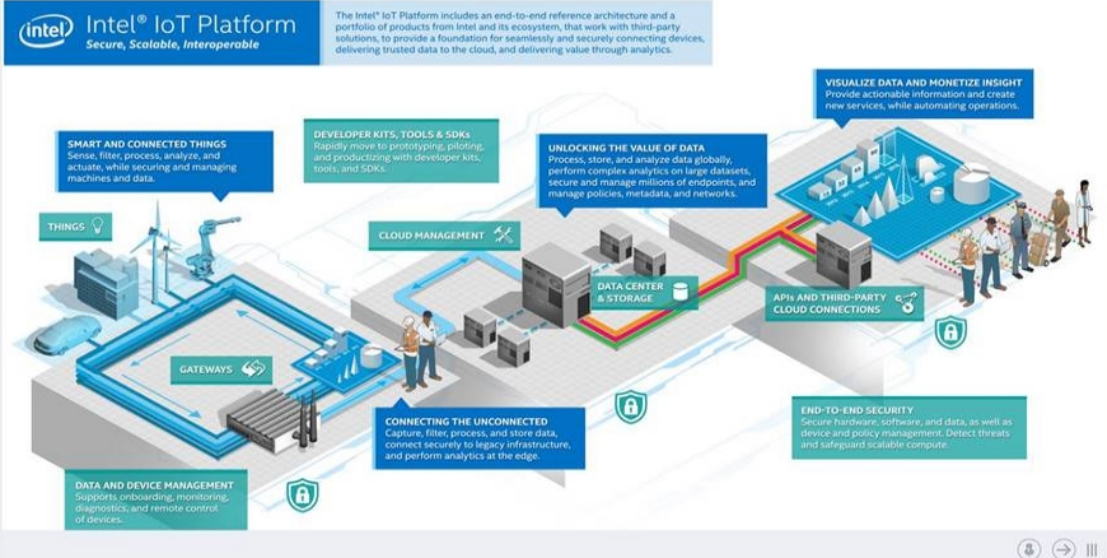 intel
Intel® IoT Platform
Secure, Scalable, Interoperable
The Intel® IoT Platform includes an end-to-end reference architecture and a
portfolio of products from Intel and its ecosystem, that work with third-party
solutions, to provide a foundation for seamlessly and securely connecting devices,
delivering trusted data to the cloud, and delivering value through analytics.
SMART AND CONNECTED THINGS
Sense, filter, process, analyze, and
actuate, while securing and managing
machines and data.
DEVELOPER KITS, TOOLS & SDKs
Rapidly move to prototyping, piloting,
and productizing with developer kits,
tools, and SDKs.
UNLOCKING THE VALUE OF DATA
Process, store, and analyze data globally,
perform complex analytics on large datasets,
secure and manage millions of endpoints, and
manage policies, metadata, and networks.
VISUALIZE DATA AND MONETIZE INSIGHT
Provide actionable information and create
new services, while automating operations.
THINGS
CLOUD MANAGEMENT
DATA CENTER
& STORAGE
APIs AND THIRD-PARTY
CLOUD CONNECTIONS
GATEWAYS
CONNECTING THE UNCONNECTED
Capture, filter, process, and store data,
connect securely to legacy infrastructure,
and perform analytics at the edge.
END-TO-END SECURITY
Secure hardware, software, and data, as well as
device and policy management. Detect threats
and safeguard scalable compute.
DATA AND DEVICE MANAGEMENT
Supports onboarding, monitoring,
diagnostics, and remote control
of devices.